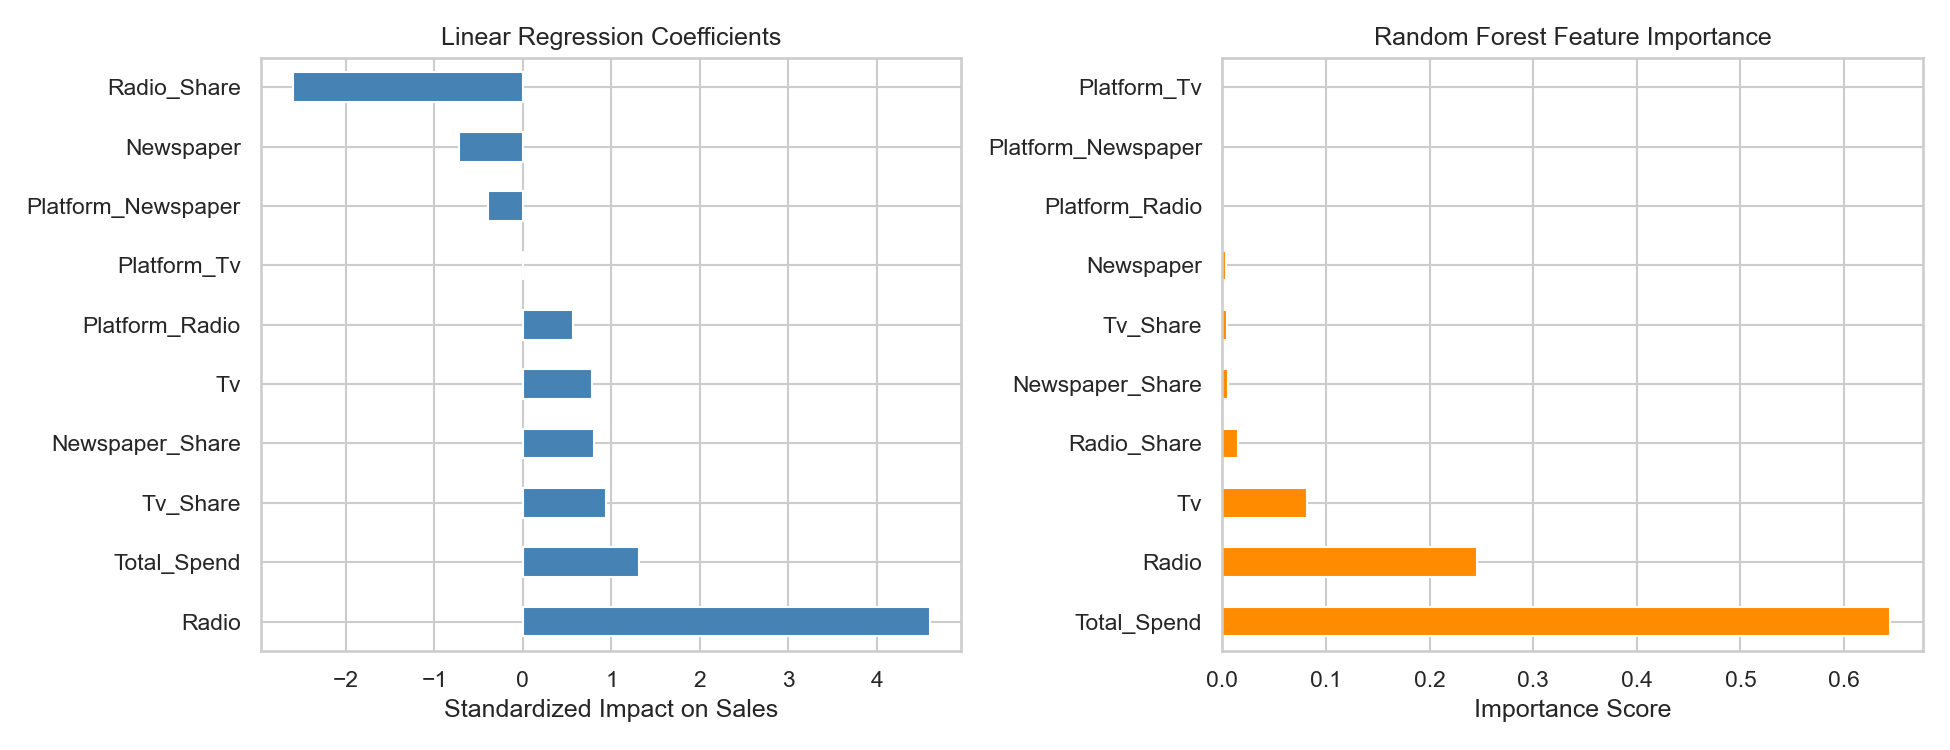 Linear Regression Coefficients
Radio_Share
Newspaper
Platform_Newspaper
Platform_Tv
Platform_Radio
Tv
Newspaper_Share
Tv_Share
Total_Spend
Radio
−2 −1 0 1 2 3 4
Standardized Impact on Sales
Random Forest Feature Importance
Platform_Tv
Platform_Newspaper
Platform_Radio
Newspaper
Tv_Share
Newspaper_Share
Radio_Share
Tv
Radio
Total_Spend
0.0 0.1 0.2 0.3 0.4 0.5 0.6
Importance Score